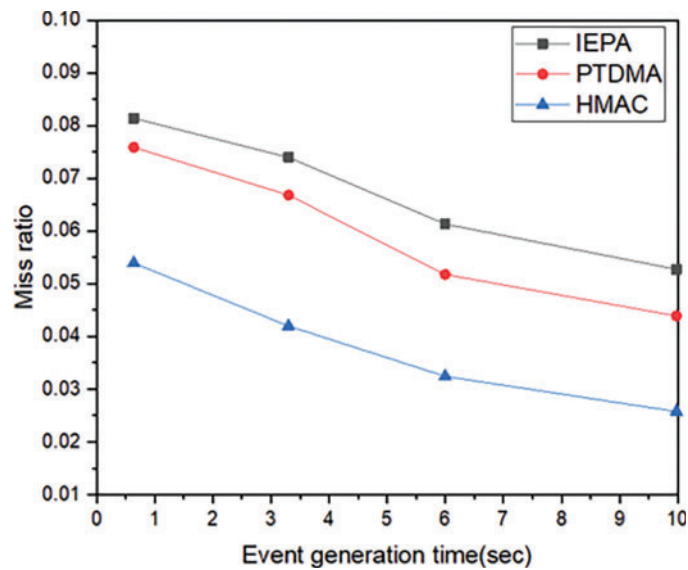 0.10
0.09
0.08
0.07
0.06
0.05
0.04
0.03
0.02
0.01
Miss ratio
IEPA
PTDMA
HMAC
0 1 2 3 4 5 6 7 8 9 10
Event generation time(sec)